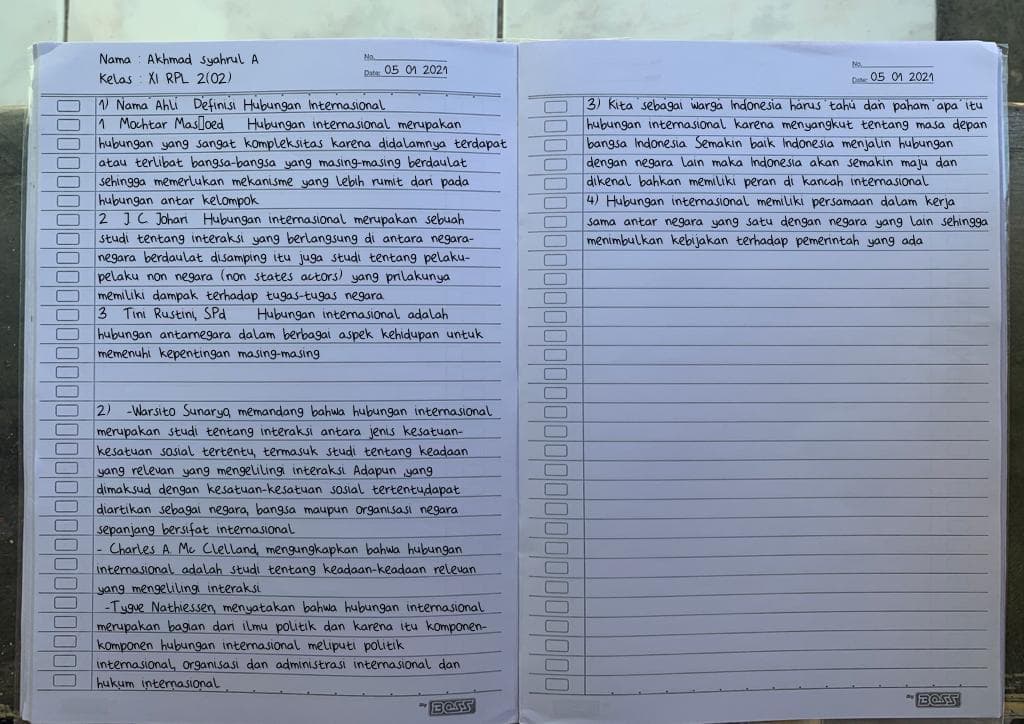 Nama : Akhmad syahrul A
Kelas : XI RPL 2(02)
No.
Date: 05 01 2021
1) Nama Ahli Definisi Hubungan Internasional
1 Mochtar Mas□oed Hubungan internasional merupakan
hubungan yang sangat kompleksitas karena didalamnya terdapat
atau terlibat bangsa-bangsa yang masing-masing berdaulat
sehingga memerlukan mekanisme yang lebih rumit dari pada
hubungan antar kelompok
2 J C Johari Hubungan internasional merupakan sebuah
studi tentang interaksi yang berlangsung di antara negara-
negara berdaulat disamping itu juga studi tentang pelaku-
pelaku non negara (non states actors) yang prilakunya
memiliki dampak terhadap tugas-tugas negara
3 Tini Rustini, SPd Hubungan internasional adalah
hubungan antarnegara dalam berbagai aspek kehidupan untuk
memenuhi kepentingan masing-masing
2) -Warsito Sunaryo, memandang bahwa hubungan internasional
merupakan studi tentang interaksi antara jenis kesatuan-
kesatuan sosial tertentu, termasuk studi tentang keadaan
yang relevan yang mengelilingi interaksi Adapun ,yang
dimaksud dengan kesatuan-kesatuan sosial tertentu,dapat
diartikan sebagai negara, bangsa maupun organisasi negara
sepanjang bersifat internasional
- Charles A. Mc Clelland, mengungkapkan bahwa hubungan
internasional adalah studi tentang keadaan-keadaan relevan
yang mengelilingi interaksi
-Tygve Nathiessen, menyatakan bahwa hubungan internasional
merupakan bagian dari ilmu politik dan karena itu komponen-
komponen hubungan internasional meliputi politik
internasional, organisasi dan administrasi internasional dan
hukum internasional
My BOSS
No.
Date: 05 01 2021
3) Kita sebagai warga Indonesia harus tahu dan paham apa itu
hubungan internasional karena menyangkut tentang masa depan
bangsa Indonesia Semakin baik Indonesia menjalin hubungan
dengan negara lain maka Indonesia akan semakin maju dan
dikenal bahkan memiliki peran di kancah internasional
4) Hubungan internasional memiliki persamaan dalam kerja
sama antar negara yang satu dengan negara yang lain sehingga
menimbulkan kebijakan terhadap pemerintah yang ada
My BOSS